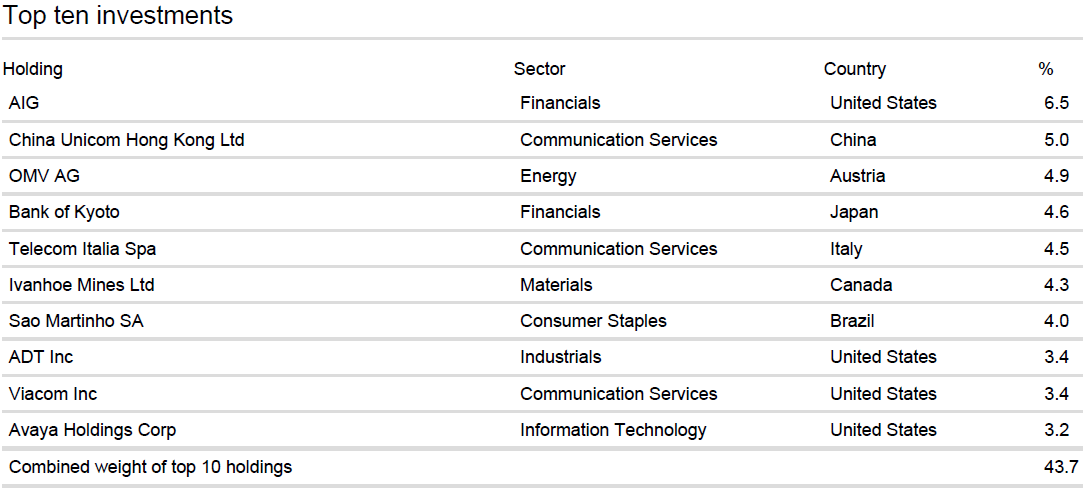 Top ten investments
Holding Sector Country %
AIG Financials United States 6.5
China Unicom Hong Kong Ltd Communication Services China 5.0
OMV AG Energy Austria 4.9
Bank of Kyoto Financials Japan 4.6
Telecom Italia Spa Communication Services Italy 4.5
Ivanhoe Mines Ltd Materials Canada 4.3
Sao Martinho SA Consumer Staples Brazil 4.0
ADT Inc Industrials United States 3.4
Viacom Inc Communication Services United States 3.4
Avaya Holdings Corp Information Technology United States 3.2
Combined weight of top 10 holdings 43.7